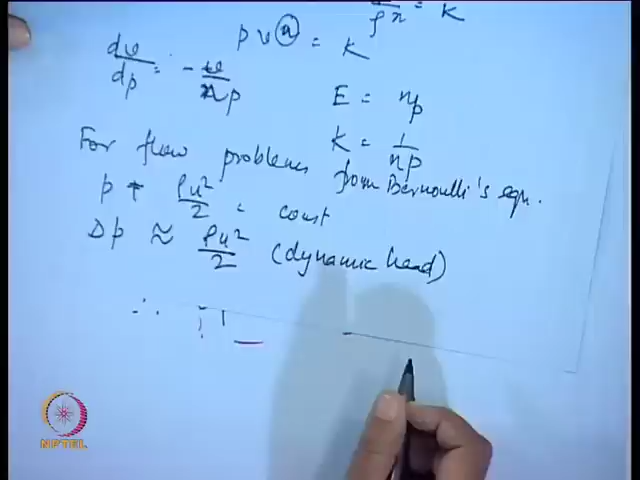 p/ρⁿ = K
p v ⓝ = K
dv/dp = - v/np
E = np
K = 1/np
For flow problems from Bernoulli's eqn.
p + ρu²/2 = const
Δp ≈ ρu²/2 (dynamic head)
∴
NPTEL